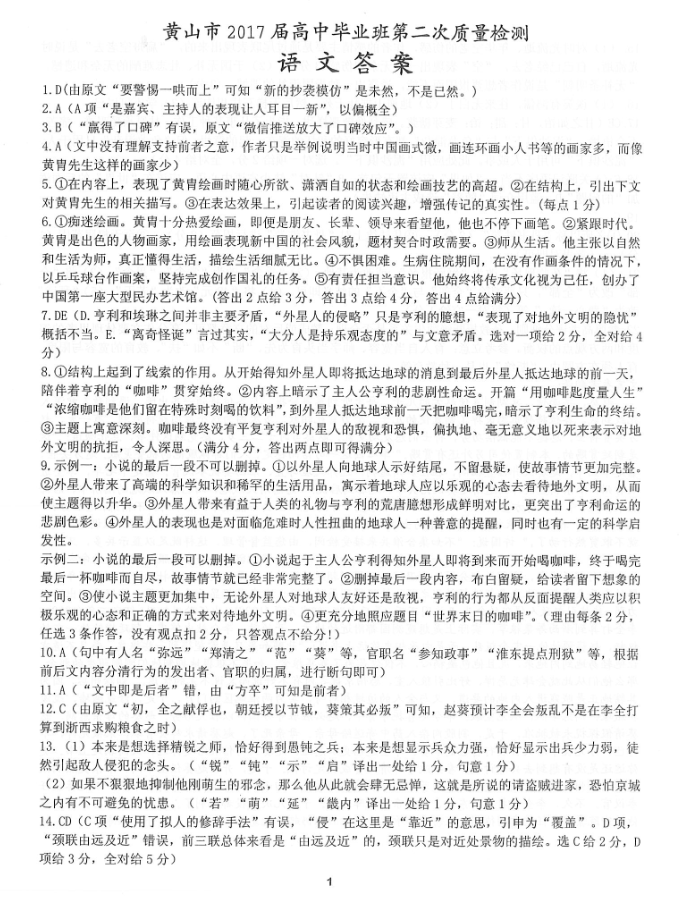 黄山市 2017 届高中毕业班第二次质量检测
语 文 答 案
1.D(由原文“要警惕一哄而上”可知“新的抄袭模仿”是未然，不是已然。)
2.A（A 项“是嘉宾、主持人的表现让人耳目一新”，以偏概全）
3.B（“赢得了口碑”有误，原文“微信推送放大了口碑效应”。）
4.A（文中没有理解支持前者之意，作者只是举例说明当时中国画式微，画连环画小人书等的画家多，而像
黄胄先生这样的画家少）
5.①在内容上，表现了黄胄绘画时随心所欲、潇洒自如的状态和绘画技艺的高超。②在结构上，引出下文
对黄胄先生的相关描写。③在表达效果上，引起读者的阅读兴趣，增强传记的真实性。(每点 1 分)
6.①痴迷绘画。黄胄十分热爱绘画，即便是朋友、长辈、领导来看望他，他也不停下画笔。②紧跟时代。
黄胄是出色的人物画家，用绘画表现新中国的社会风貌，题材契合时政需要。③师从生活。他主张以自然
和生活为师，真正懂得生活，描绘生活细腻无比。④不惧困难。生病住院期间，在没有作画条件的情况下，
以乒乓球台作画案，坚持完成创作国礼的任务。⑤有责任担当意识。他始终将传承文化视为己任，创办了
中国第一座大型民办艺术馆。(答出 2 点给 3 分，答出 3 点给 4 分，答出 4 点给满分)
7.DE（D.亨利和埃琳之间并非主要矛盾，“外星人的侵略”只是亨利的臆想，“表现了对地外文明的隐忧”
概括不当。E.“离奇怪诞”言过其实，“大分人是持乐观态度的”与文意矛盾。选对一项给 2 分，全对给 4
分）
8.①结构上起到了线索的作用。从开始得知外星人即将抵达地球的消息到最后外星人抵达地球的前一天，
陪伴着亨利的“咖啡”贯穿始终。②内容上暗示了主人公亨利的悲剧性命运。开篇“用咖啡匙度量人生”
“浓缩咖啡是他们留在特殊时刻喝的饮料”，到外星人抵达地球前一天把咖啡喝完，暗示了亨利生命的终结。
③主题上寓意深刻。咖啡最终没有平复亨利对外星人的敌视和恐惧，偏执地、毫无意义地以死来表示对地
外文明的抗拒，令人深思。（满分 4 分，答出两点即可得满分）
9.示例一：小说的最后一段不可以删掉。①以外星人向地球人示好结尾，不留悬疑，使故事情节更加完整。
②外星人带来了高端的科学知识和稀罕的生活用品，寓示着地球人应以乐观的心态去看待地外文明，从而
使主题得以升华。③外星人带来有益于人类的礼物与亨利的荒唐臆想形成鲜明对比，更突出了亨利命运的
悲剧色彩。④外星人的表现也是对面临危难时人性扭曲的地球人一种善意的提醒，同时也有一定的科学启
发性。
示例二：小说的最后一段可以删掉。①小说起于主人公亨利得知外星人即将到来而开始喝咖啡，终于喝完
最后一杯咖啡而自尽，故事情节就已经非常完整了。②删掉最后一段内容，布白留疑，给读者留下想象的
空间。③使小说主题更加集中，无论外星人对地球人友好还是敌视，亨利的行为都从反面提醒人类应以积
极乐观的心态和正确的方式来对待地外文明。④更充分地照应题目“世界末日的咖啡”。（理由每条 2 分，
任选 3 条作答，没有观点扣 2 分，只答观点不给分!）
10.A（句中有人名“弥远”“郑清之”“范”“葵”等，官职名“参知政事”“淮东提点刑狱”等，根据
前后文内容分清行为的发出者、官职的归属，进行断句即可）
11.A（“文中即是后者”错，由“方卒”可知是前者）
12.C（由原文“初，全之献俘也，朝廷授以节钺，葵策其必叛”可知，赵葵预计李全会叛乱不是在李全打
算到浙西求购粮食之时）
13.（1）本来是想选择精锐之师，恰好得到愚钝之兵；本来是想显示兵众力强，恰好显示出兵少力弱，徒
然引起敌人侵犯的念头。（“锐”“钝”“示”“启”译出一处给 1 分，句意 1 分）
（2）如果不狠狠地抑制他刚萌生的邪念，那么他从此就会肆无忌惮，这就是所说的请盗贼进家，恐怕京城
之内有不可避免的忧患。（“若”“萌”“延”“畿内”译出一处给 1 分，句意 1 分）
14.CD（C 项“使用了拟人的修辞手法”有误，“侵”在这里是“靠近”的意思，引申为“覆盖”。D 项，
“颈联由远及近”错误，前三联总体来看是“由远及近”的，颈联只是对近处景物的描绘。选 C 给 2 分，D
项给 3 分，全对给 5 分）
1